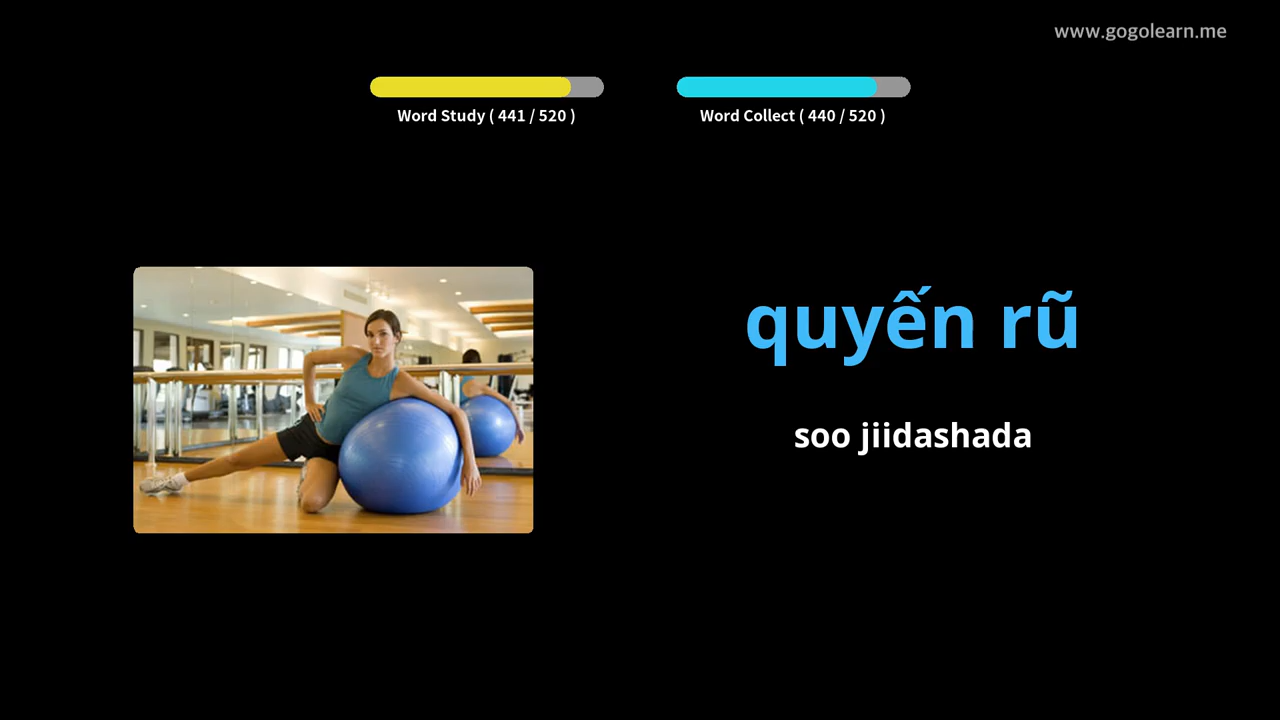 www.gogolearn.me
Word Study ( 441 / 520 )
Word Collect ( 440 / 520 )
quyến rũ
soo jiidashada